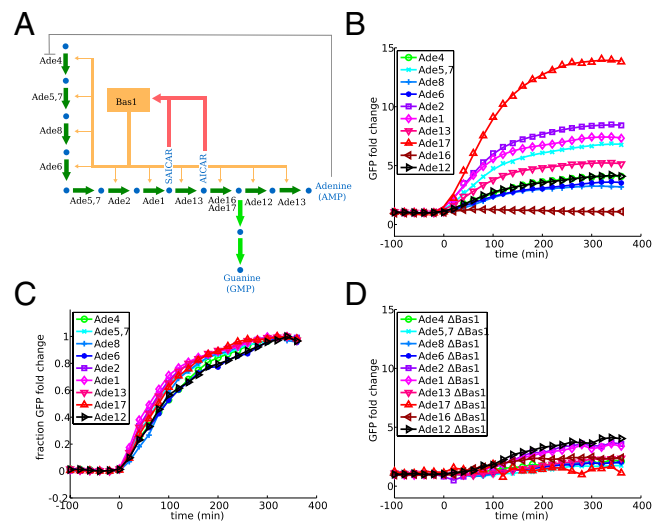 A
Ade4
Ade5,7
Bas1
Ade8
Ade6
SAICAR
AICAR
Adenine
(AMP)
Ade5,7
Ade2
Ade1
Ade13
Ade16
Ade17
Ade12
Ade13
Guanine
(GMP)
B
15
10
5
0
GFP fold change
Ade4
Ade5,7
Ade8
Ade6
Ade2
Ade1
Ade13
Ade17
Ade16
Ade12
-100
0
100
200
300
400
time (min)
C
1
0.8
0.6
0.4
0.2
0
-0.2
fraction GFP fold change
Ade4
Ade5,7
Ade8
Ade6
Ade2
Ade1
Ade13
Ade17
Ade12
-100
0
100
200
300
400
time (min)
D
15
10
5
0
GFP fold change
Ade4 ΔBas1
Ade5,7 ΔBas1
Ade8 ΔBas1
Ade6 ΔBas1
Ade2 ΔBas1
Ade1 ΔBas1
Ade13 ΔBas1
Ade17 ΔBas1
Ade16 ΔBas1
Ade12 ΔBas1
-100
0
100
200
300
400
time (min)